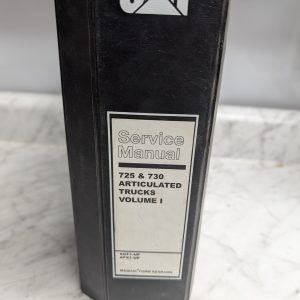 Service
Manual
725 & 730
ARTICULATED
TRUCKS
VOLUME I